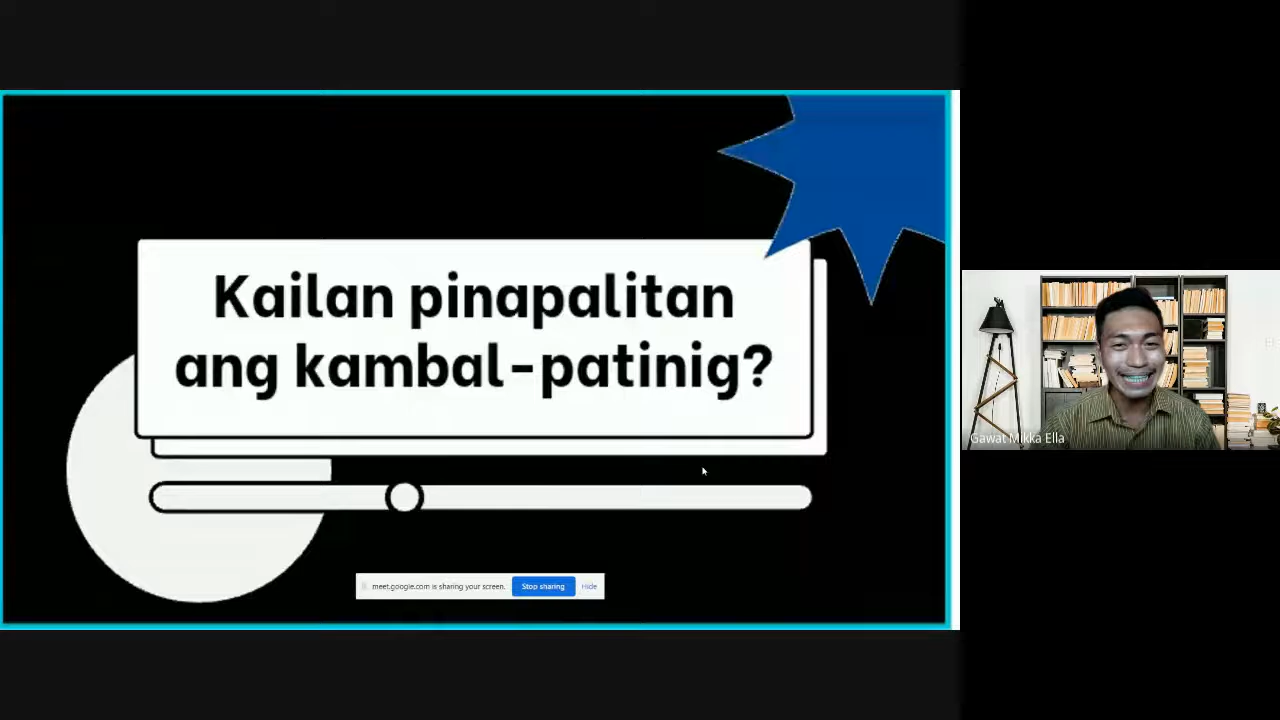 Kailan pinapalitan
ang kambal-patinig?
meet.google.com is sharing your screen.
Stop sharing
Hide
Gawat Mikka Ella